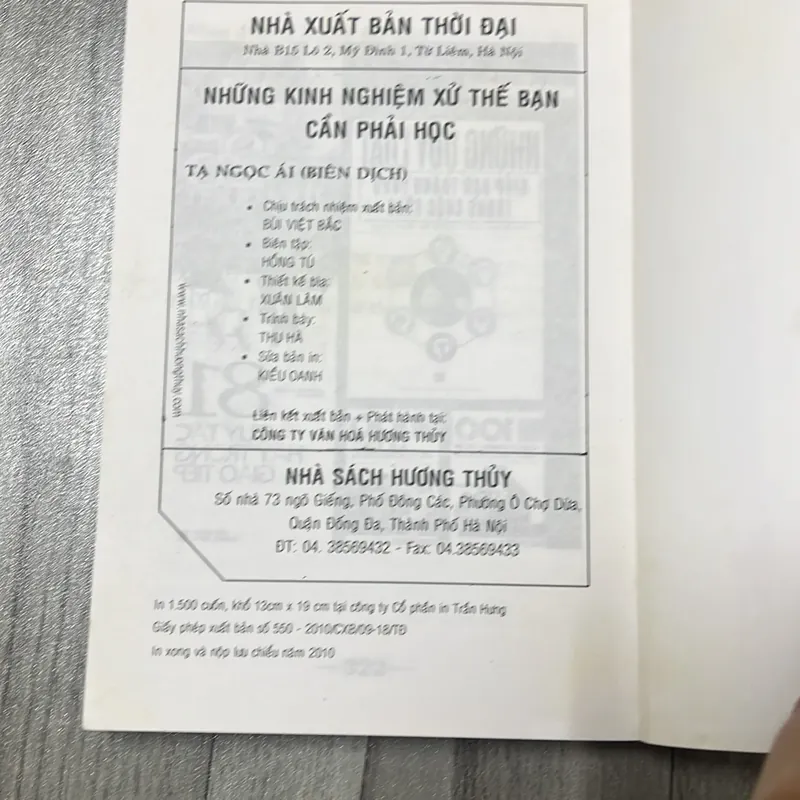 NHÀ XUẤT BẢN THỜI ĐẠI
Nhà B15 Lô 2, Mỹ Đình 1, Từ Liêm, Hà Nội
NHỮNG KINH NGHIỆM XỬ THẾ BẠN
CẦN PHẢI HỌC
TẠ NGỌC ÁI (BIÊN DỊCH)
• Chịu trách nhiệm xuất bản:
BÙI VIỆT BẮC
• Biên tập:
HỒNG TÚ
• Thiết kế bìa:
XUÂN LÂM
• Trình bày:
THU HÀ
• Sửa bản in:
KIỀU OANH
www.nhasachhuongthuy.com
Liên kết xuất bản + Phát hành tại:
CÔNG TY VĂN HOÁ HƯƠNG THỦY
NHÀ SÁCH HƯƠNG THỦY
Số nhà 73 ngõ Giếng, Phố Đông Các, Phường Ô Chợ Dừa,
Quận Đống Đa, Thành Phố Hà Nội
ĐT: 04. 38569432 - Fax: 04.38569433
In 1.500 cuốn, khổ 13cm x 19 cm tại công ty Cổ phần in Trần Hưng
Giấy phép xuất bản số 550 - 2010/CXB/09-18/TĐ
In xong và nộp lưu chiểu năm 2010